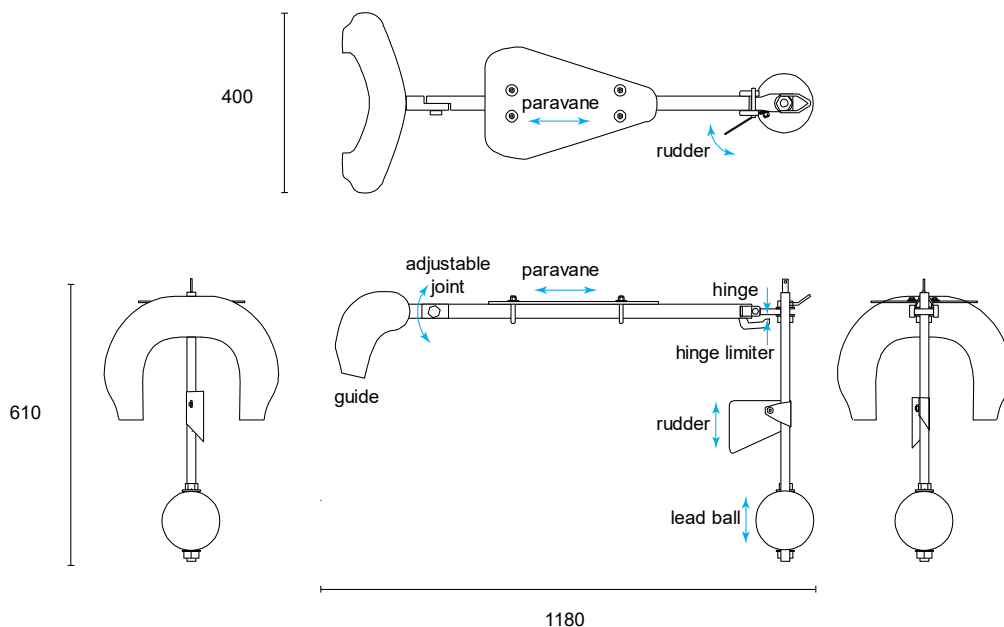 400
paravane
rudder
adjustable
joint
paravane
hinge
hinge limiter
guide
610
rudder
lead ball
1180